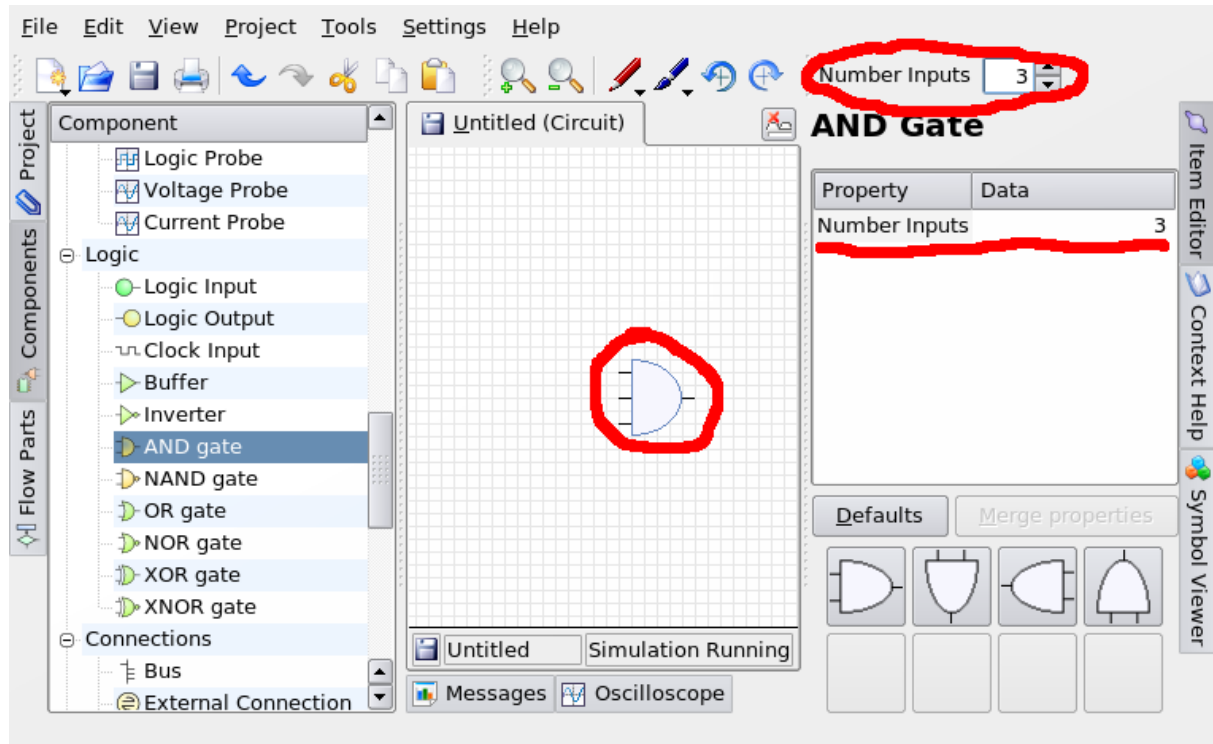 File Edit View Project Tools Settings Help
Number Inputs 3
Project
Components
Flow Parts
Component
Logic Probe
Voltage Probe
Current Probe
Logic
Logic Input
Logic Output
Clock Input
Buffer
Inverter
AND gate
NAND gate
OR gate
NOR gate
XOR gate
XNOR gate
Connections
Bus
External Connection
Untitled (Circuit)
Untitled Simulation Running
Messages Oscilloscope
AND Gate
Property Data
Number Inputs 3
Defaults Merge properties
Item Editor
Context Help
Symbol Viewer